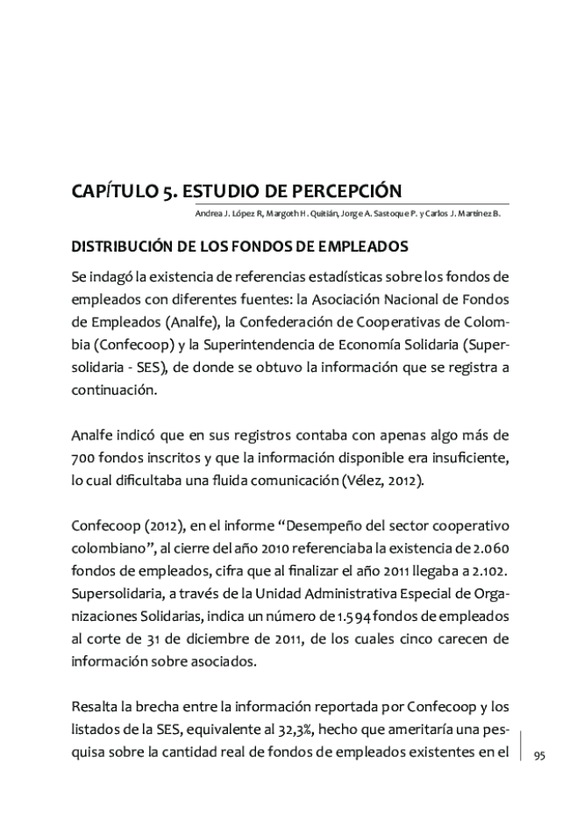 CAPÍTULO 5. ESTUDIO DE PERCEPCIÓN
Andrea J. López R, Margoth H. Quitián, Jorge A. Sastoque P. y Carlos J. Martínez B.
DISTRIBUCIÓN DE LOS FONDOS DE EMPLEADOS
Se indagó la existencia de referencias estadísticas sobre los fondos de
empleados con diferentes fuentes: la Asociación Nacional de Fondos
de Empleados (Analfe), la Confederación de Cooperativas de Colom-
bia (Confecoop) y la Superintendencia de Economía Solidaria (Super-
solidaria - SES), de donde se obtuvo la información que se registra a
continuación.
Analfe indicó que en sus registros contaba con apenas algo más de
700 fondos inscritos y que la información disponible era insuficiente,
lo cual dificultaba una fluida comunicación (Vélez, 2012).
Confecoop (2012), en el informe “Desempeño del sector cooperativo
colombiano”, al cierre del año 2010 referenciaba la existencia de 2.060
fondos de empleados, cifra que al finalizar el año 2011 llegaba a 2.102.
Supersolidaria, a través de la Unidad Administrativa Especial de Orga-
nizaciones Solidarias, indica un número de 1.594 fondos de empleados
al corte de 31 de diciembre de 2011, de los cuales cinco carecen de
información sobre asociados.
Resalta la brecha entre la información reportada por Confecoop y los
listados de la SES, equivalente al 32,3%, hecho que ameritaría una pes-
quisa sobre la cantidad real de fondos de empleados existentes en el
95